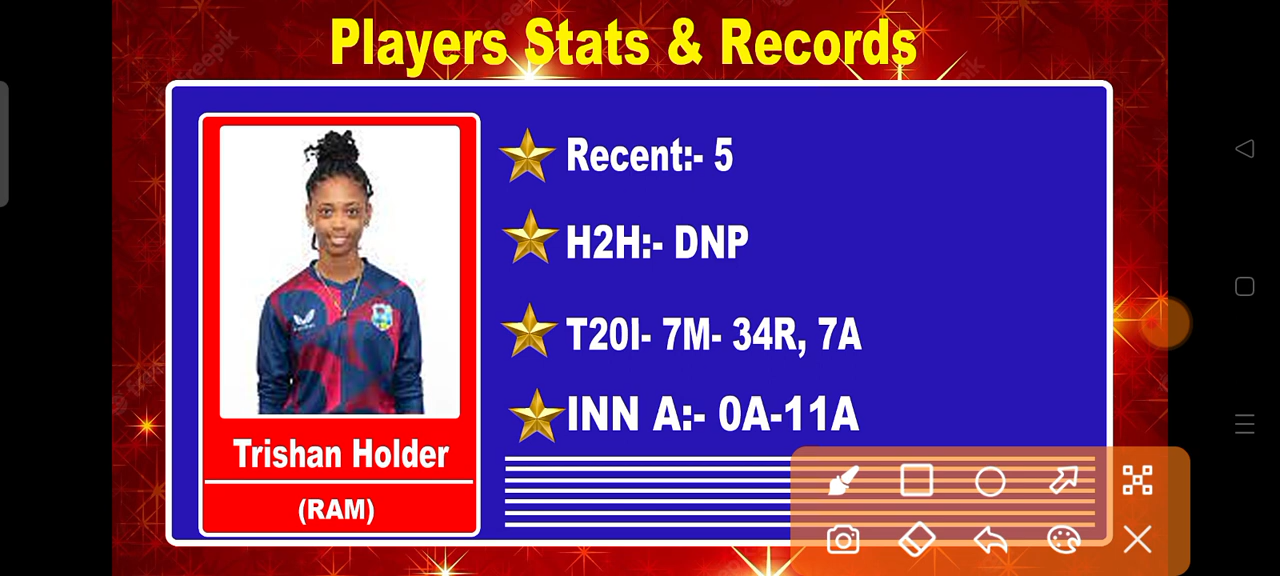 Players Stats & Records
Recent:- 5
H2H:- DNP
T20I- 7M- 34R, 7A
INN A:- 0A-11A
Trishan Holder
(RAM)